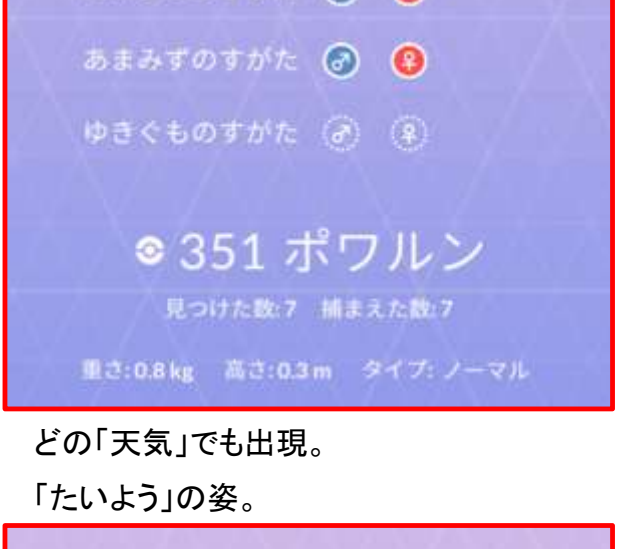 あまみずのすがた ♂ ♀
ゆきぐものすがた ♂ ♀
351 ポワルン
見つけた数:7 捕まえた数:7
重さ:0.8kg 高さ:0.3m タイプ: ノーマル
どの「天気」でも出現。
「たいよう」の姿。